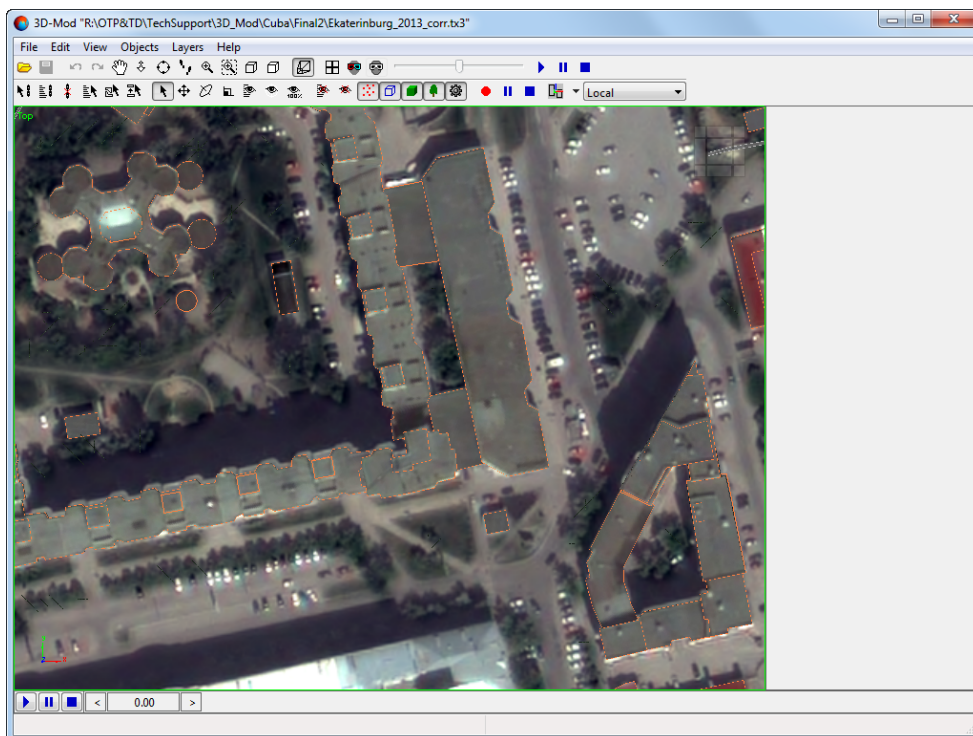 3D-Mod "R:\OTP&TD\TechSupport\3D_Mod\Cuba\Final2\Ekaterinburg_2013_corr.tx3"
File Edit View Objects Layers Help
100%
Local
Top
< 0.00 >